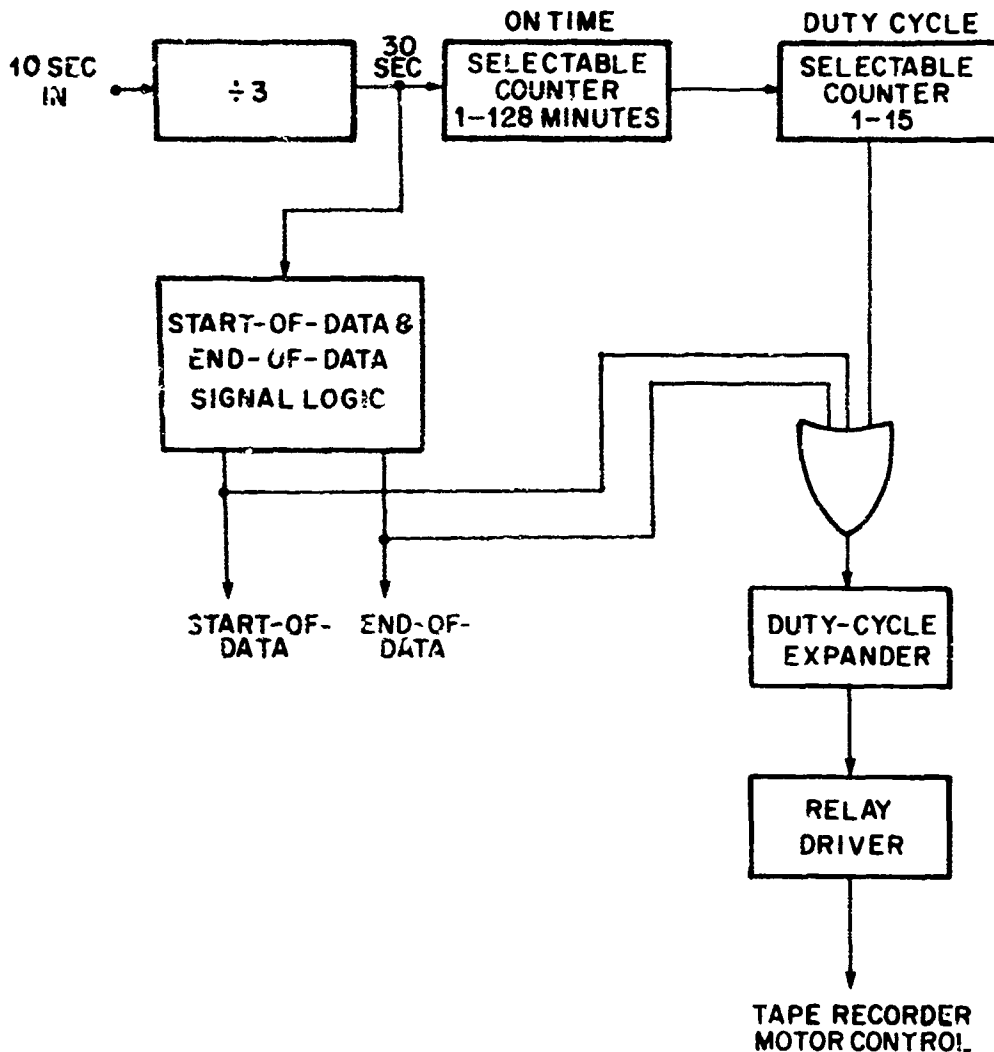 10 SEC
IN
÷3
30
SEC
ON TIME
SELECTABLE
COUNTER
1-128 MINUTES
DUTY CYCLE
SELECTABLE
COUNTER
1-15
START-OF-DATA &
END-OF-DATA
SIGNAL LOGIC
START-OF-
DATA
END-OF-
DATA
DUTY-CYCLE
EXPANDER
RELAY
DRIVER
TAPE RECORDER
MOTOR CONTROL